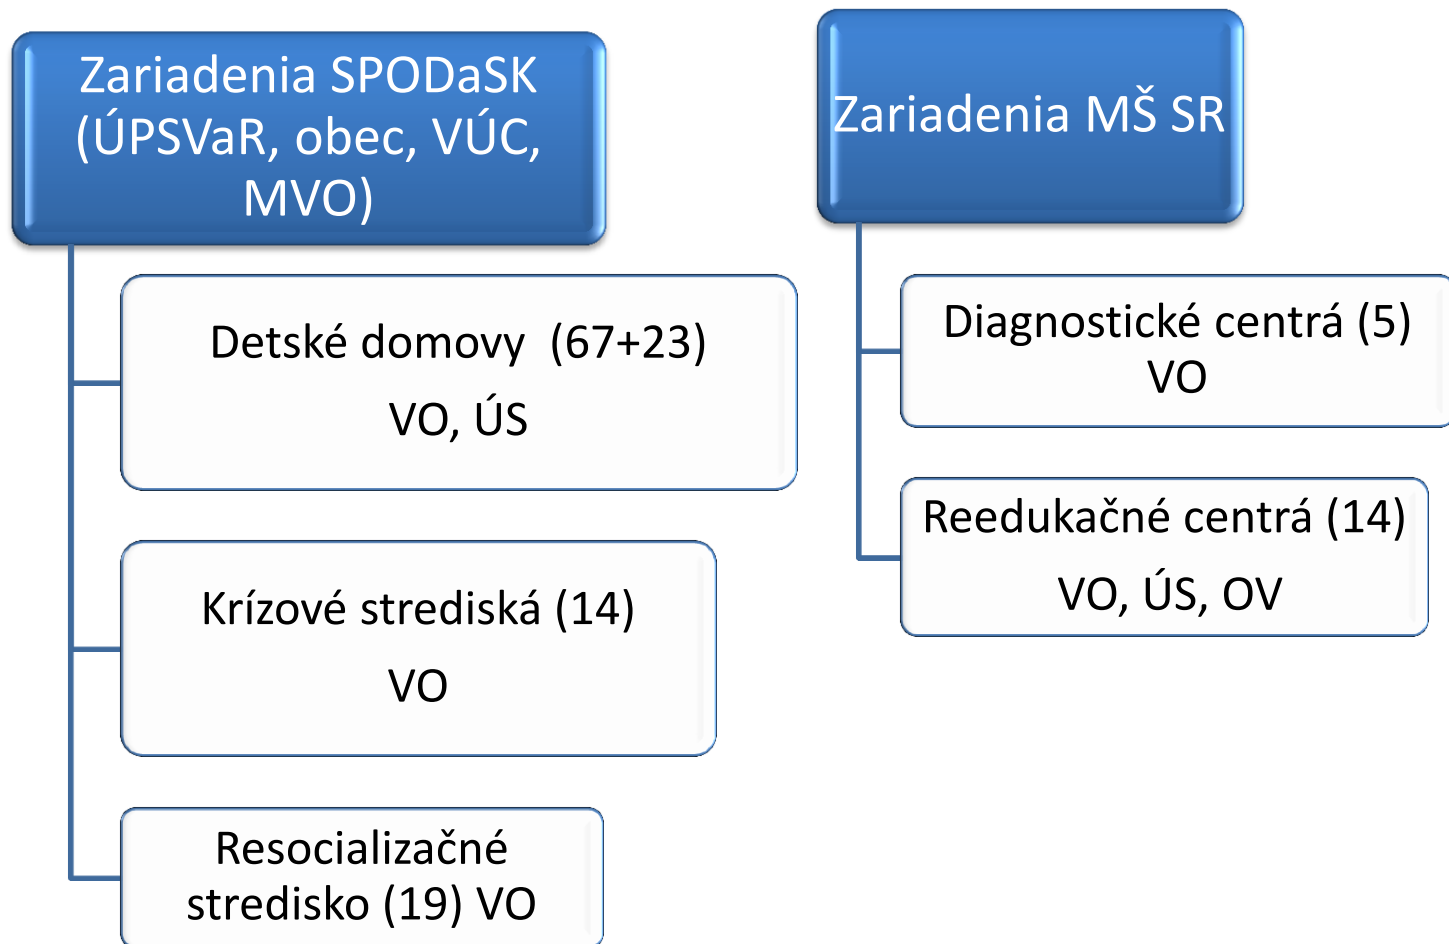 Zariadenia SPODaSK
(ÚPSVaR, obec, VÚC,
MVO)
Detské domovy (67+23)
VO, ÚS
Krízové strediská (14)
VO
Resocializačné
stredisko (19) VO
Zariadenia MŠ SR
Diagnostické centrá (5)
VO
Reedukačné centrá (14)
VO, ÚS, OV